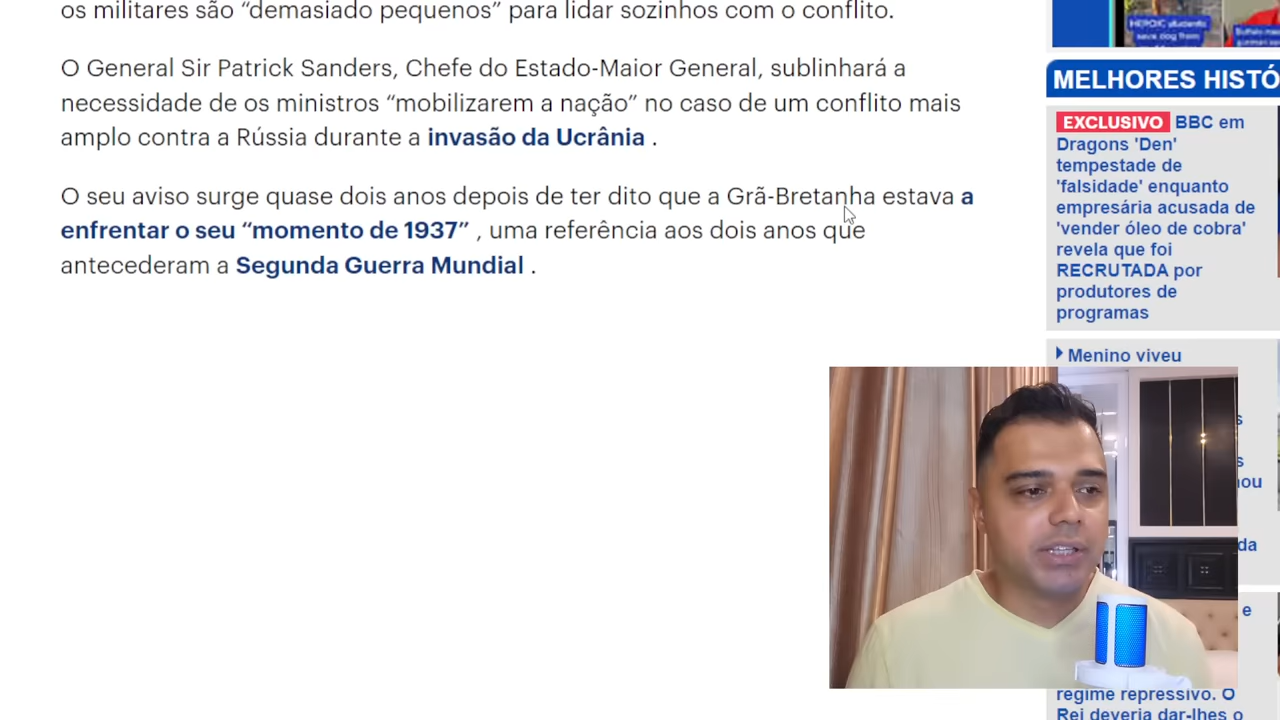 os militares são “demasiado pequenos” para lidar sozinhos com o conflito.
O General Sir Patrick Sanders, Chefe do Estado-Maior General, sublinhará a
necessidade de os ministros “mobilizarem a nação” no caso de um conflito mais
amplo contra a Rússia durante a invasão da Ucrânia .
O seu aviso surge quase dois anos depois de ter dito que a Grã-Bretanha estava a
enfrentar o seu “momento de 1937” , uma referência aos dois anos que
antecederam a Segunda Guerra Mundial .
HEROIC students
save dog from
MELHORES HISTÓ
EXCLUSIVO BBC em
Dragons 'Den'
tempestade de
'falsidade' enquanto
empresária acusada de
'vender óleo de cobra'
revela que foi
RECRUTADA por
produtores de
programas
Menino viveu
regime repressivo. O
Rei deveria dar-lhes o